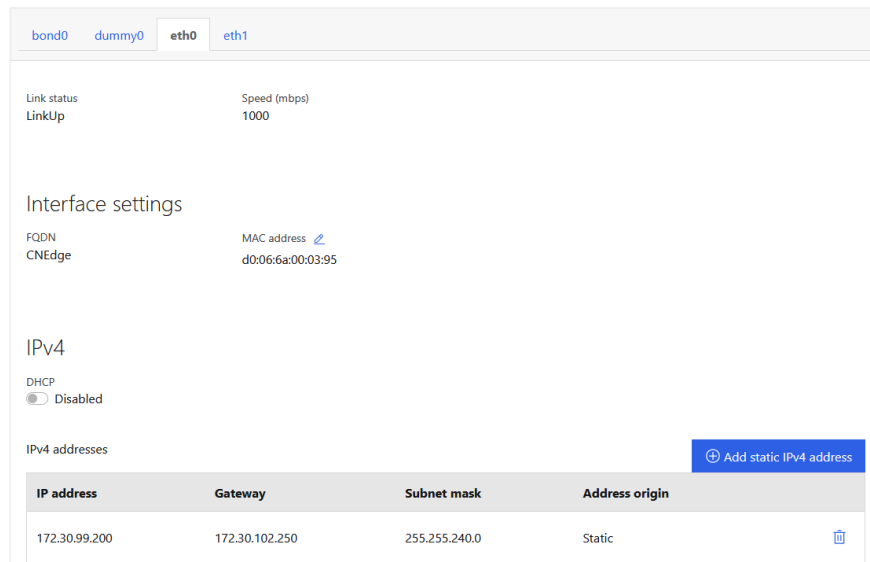 bond0 dummy0 eth0 eth1
Link status Speed (mbps)
LinkUp 1000
Interface settings
FQDN MAC address
CNEdge d0:06:6a:00:03:95
IPv4
DHCP
Disabled
IPv4 addresses Add static IPv4 address
IP address Gateway Subnet mask Address origin
172.30.99.200 172.30.102.250 255.255.240.0 Static